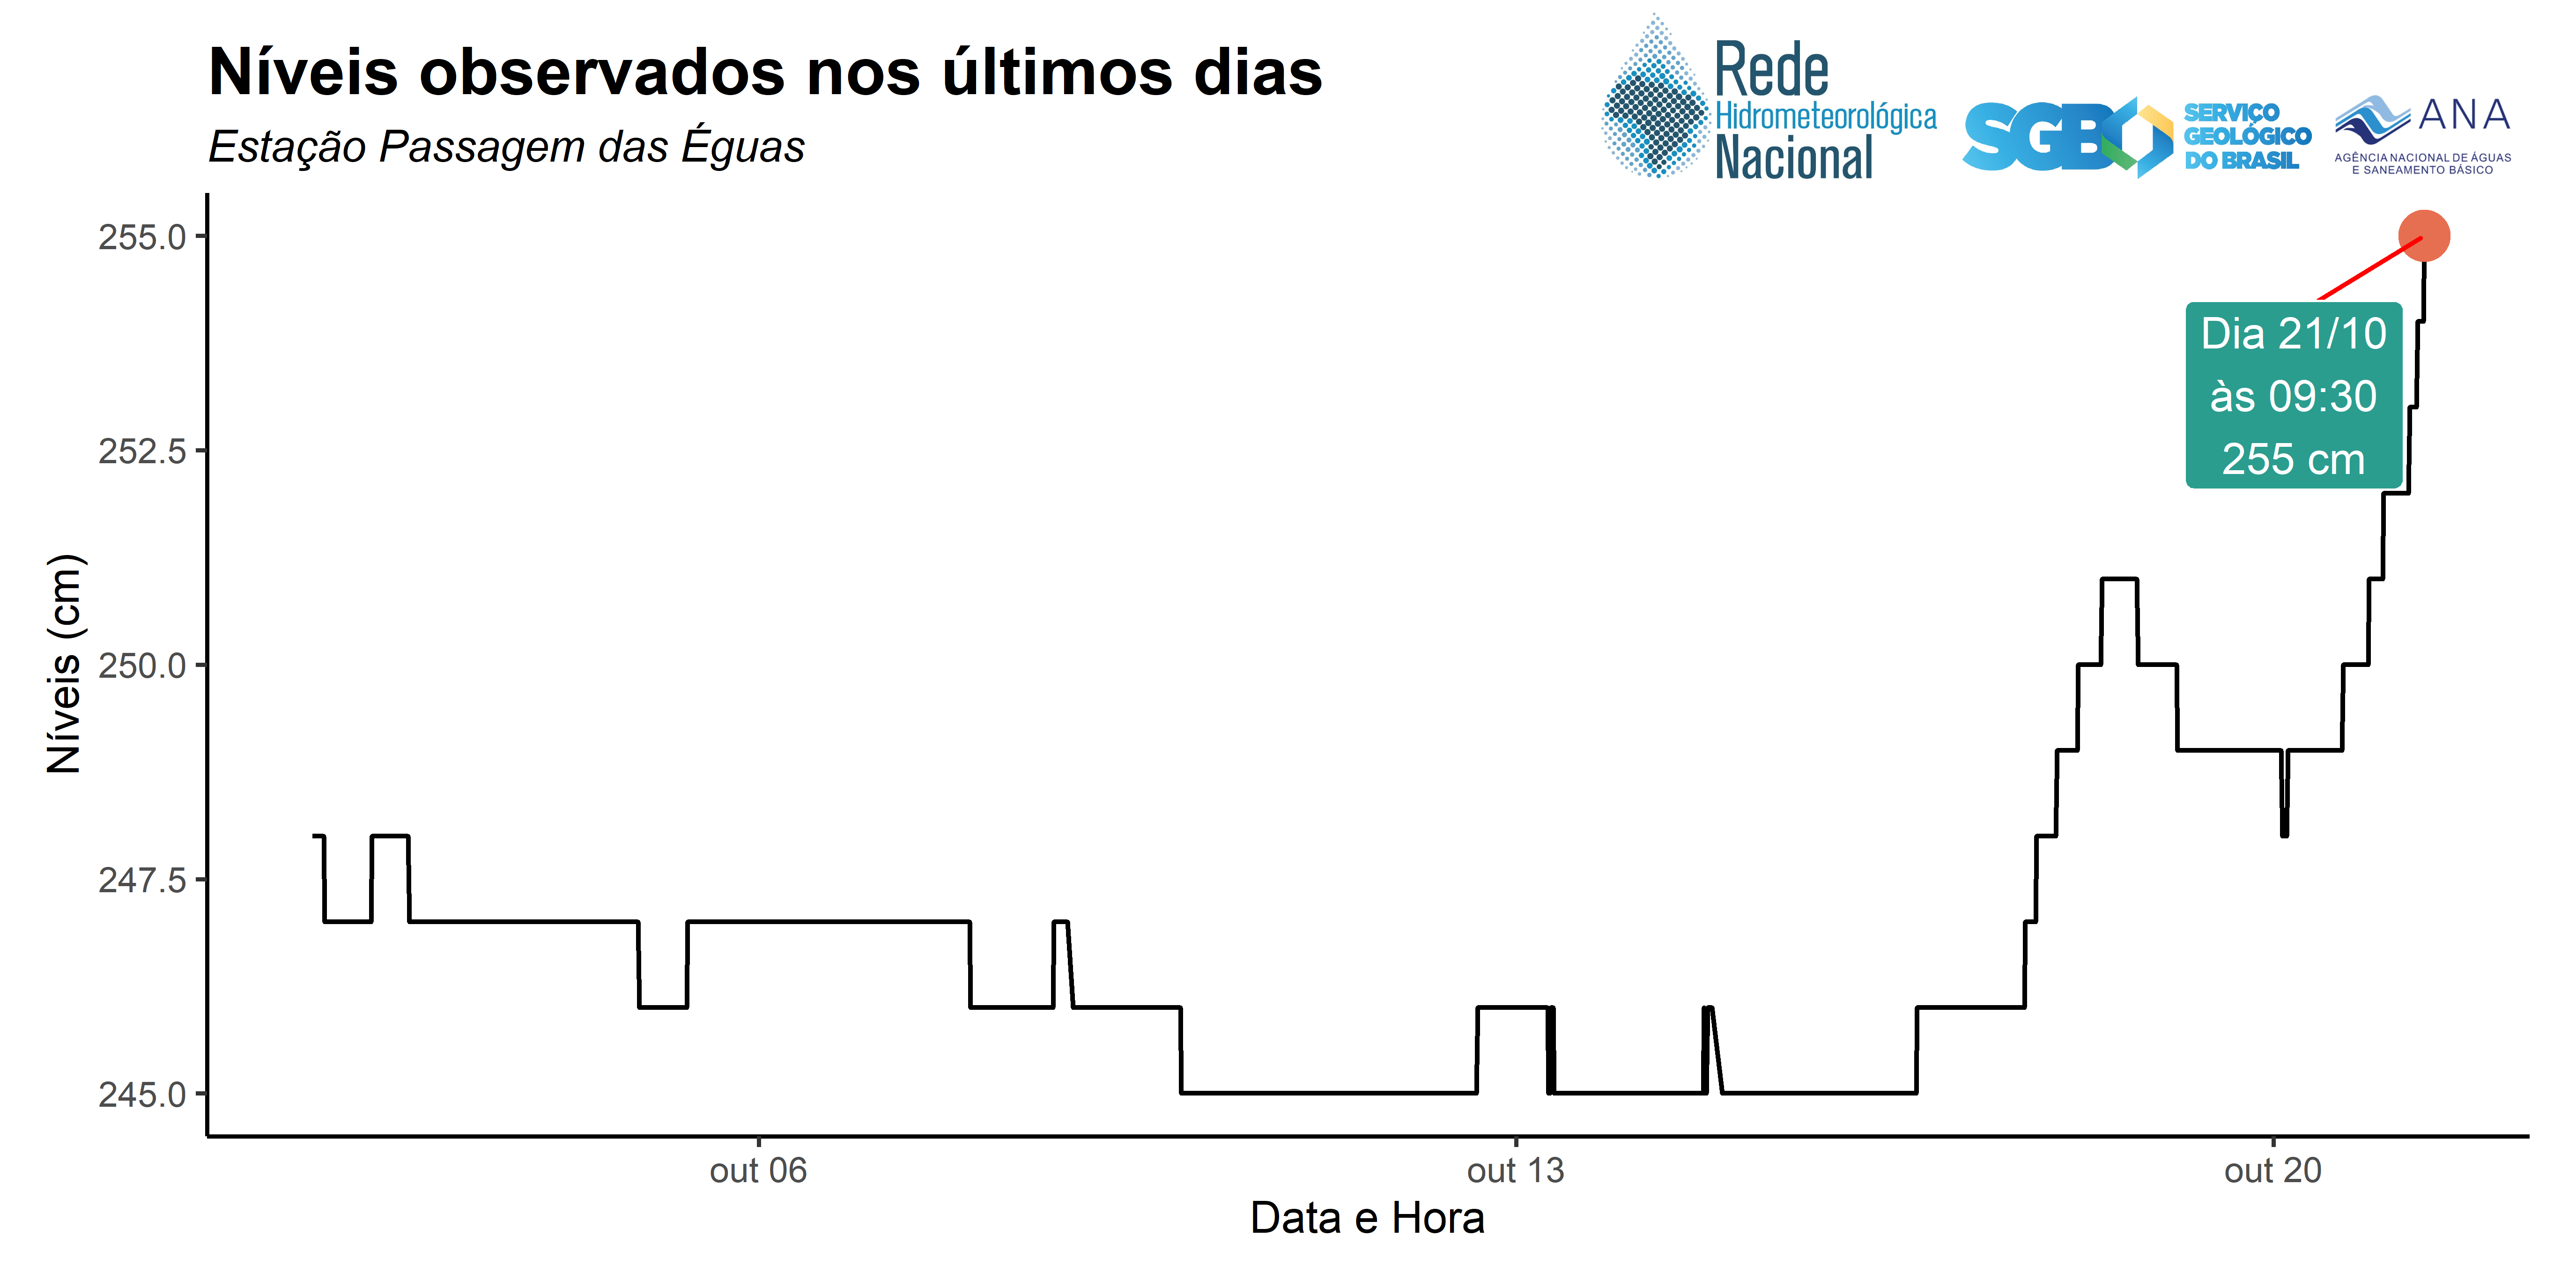 Níveis observados nos últimos dias
Estação Passagem das Éguas
Rede
Hidrometeorológica
Nacional
SGB
SERVIÇO
GEOLÓGICO
DO BRASIL
ANA
AGÊNCIA NACIONAL DE ÁGUAS
E SANEAMENTO BÁSICO
255.0
252.5
250.0
247.5
245.0
Níveis (cm)
Dia 21/10
às 09:30
255 cm
out 06
out 13
out 20
Data e Hora